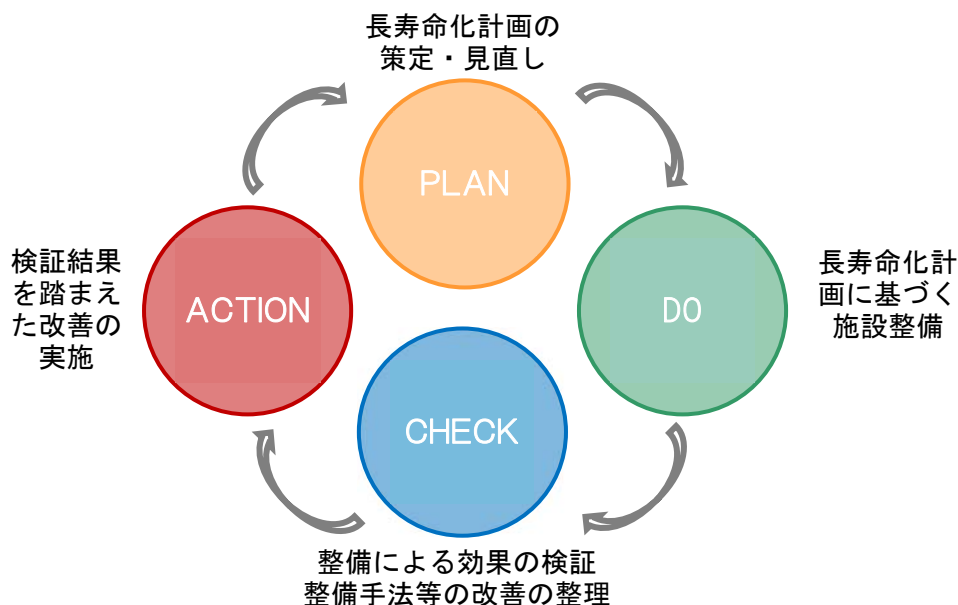 長寿命化計画の
策定・見直し
PLAN
検証結果
を踏まえ
た改善の
実施
ACTION
DO
長寿命化計
画に基づく
施設整備
CHECK
整備による効果の検証
整備手法等の改善の整理